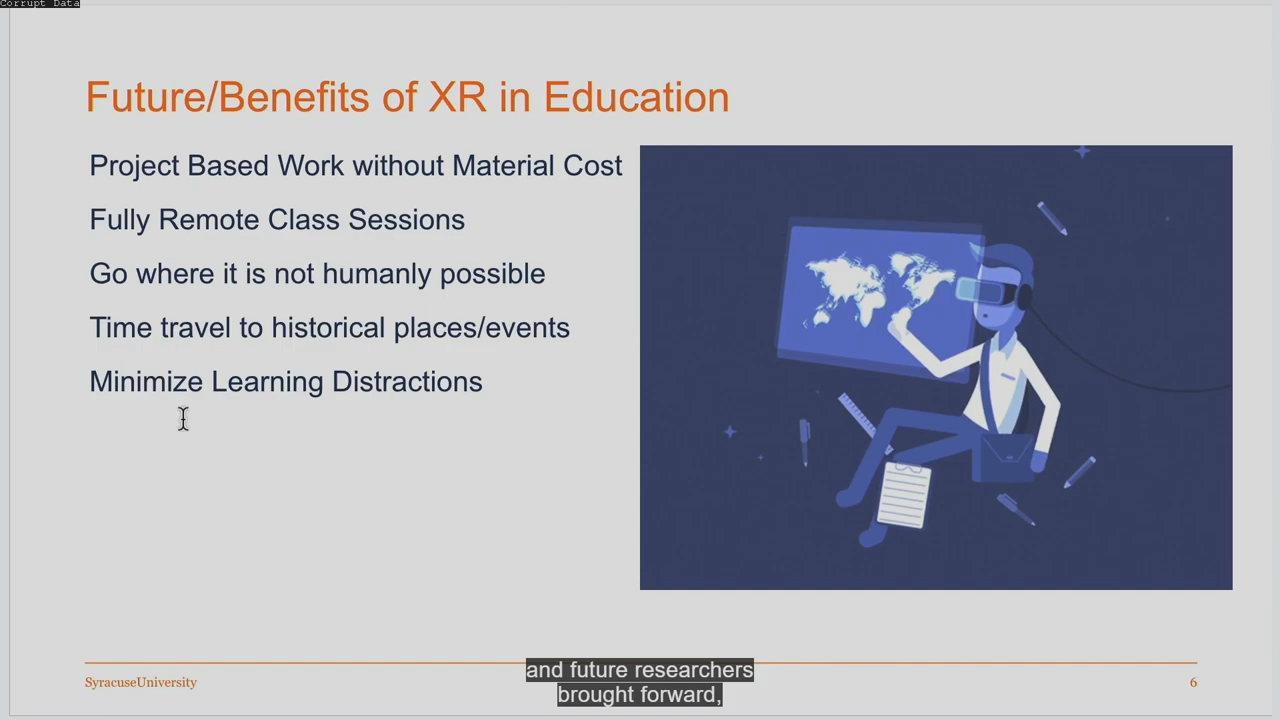 Corrupt Data
Future/Benefits of XR in Education
Project Based Work without Material Cost
Fully Remote Class Sessions
Go where it is not humanly possible
Time travel to historical places/events
Minimize Learning Distractions
SyracuseUniversity
6
and future researchers
brought forward,